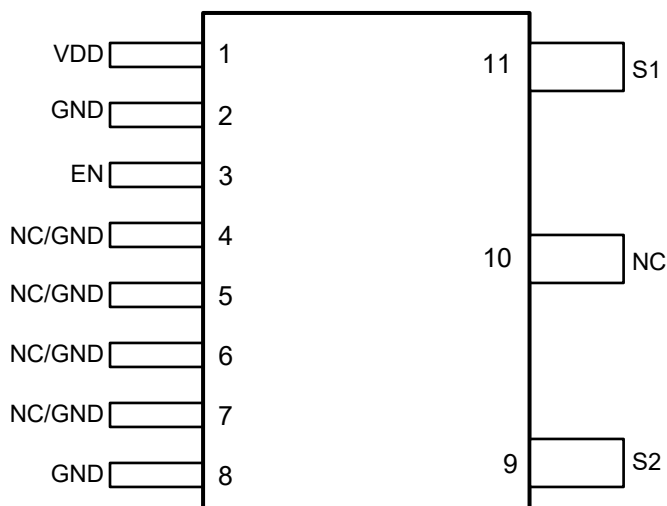 VDD 1 11 S1
GND 2
EN 3
NC/GND 4 10 NC
NC/GND 5
NC/GND 6
NC/GND 7
GND 8 9 S2